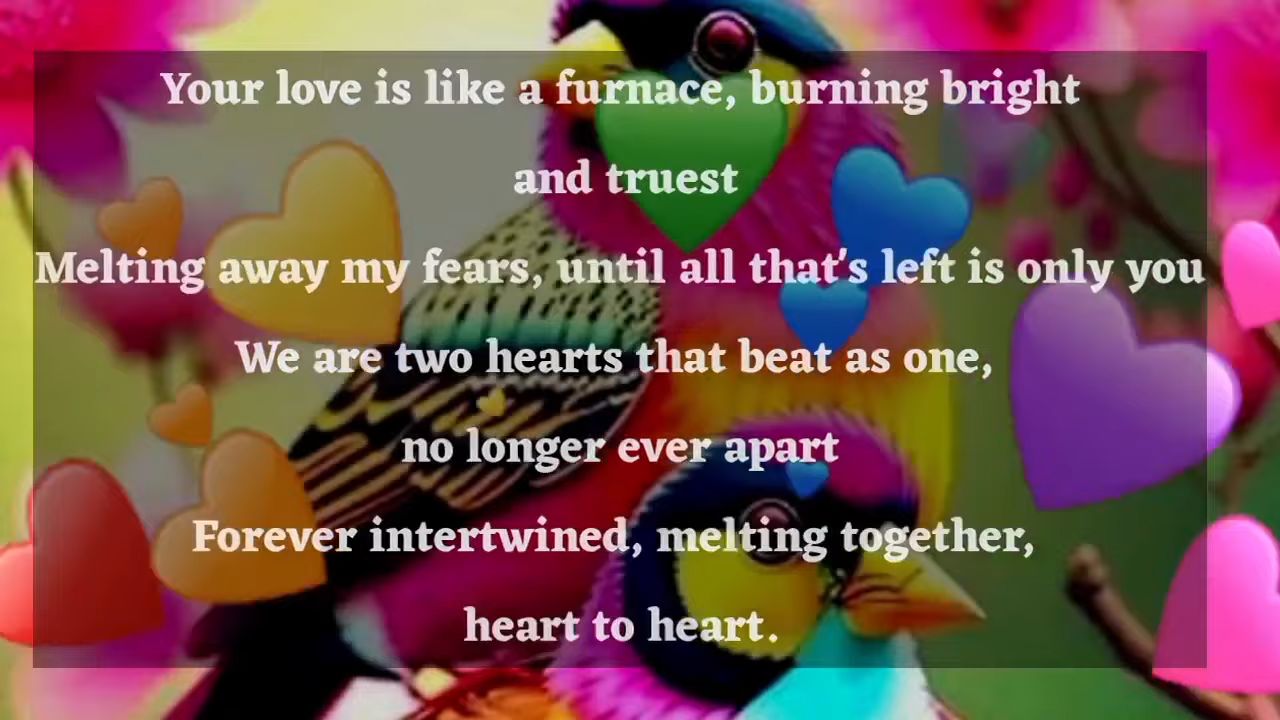 Your love is like a furnace, burning bright
and truest
Melting away my fears, until all that's left is only you
We are two hearts that beat as one,
no longer ever apart
Forever intertwined, melting together,
heart to heart.